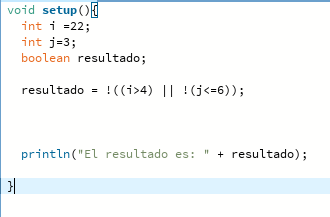 void setup(){
int i =22;
int j=3;
boolean resultado;
resultado = !((i>4) || !(j<=6));
println("El resultado es: " + resultado);
}